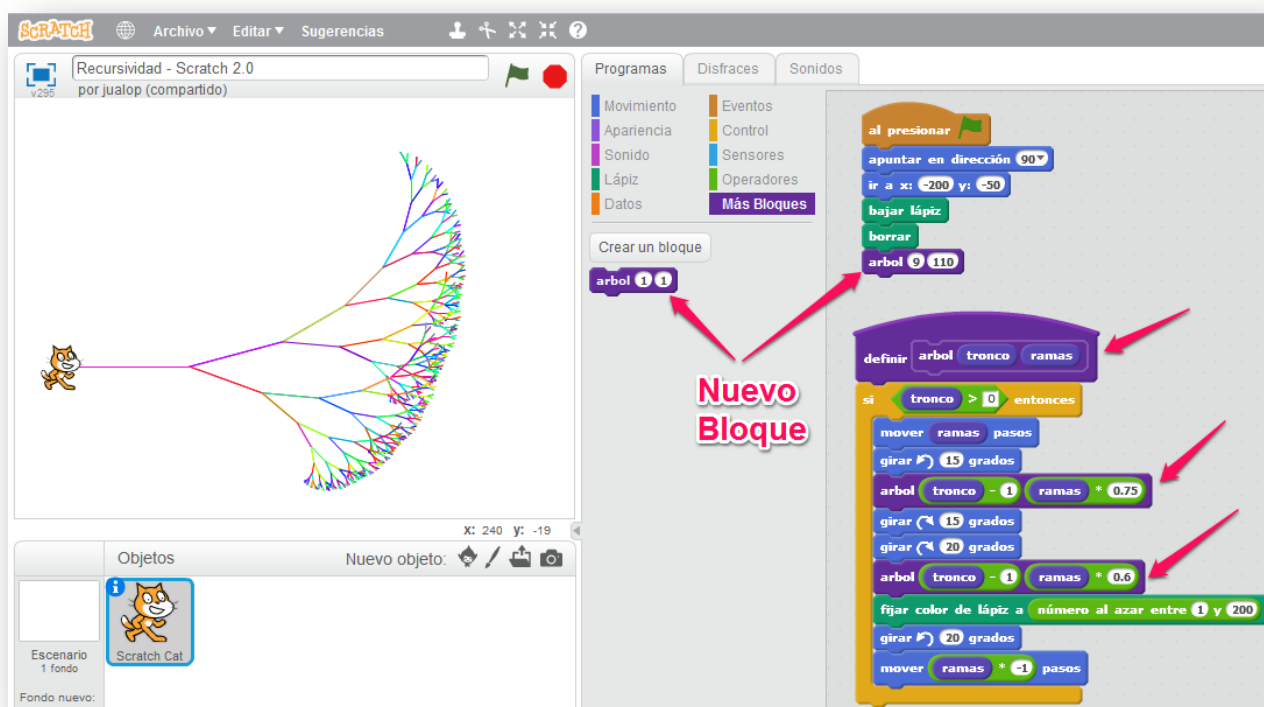 SCRATCH Archivo Editar Sugerencias
v295
Recursividad - Scratch 2.0
por jualop (compartido)
Programas Disfraces Sonidos
Movimiento Eventos
Apariencia Control
Sonido Sensores
Lápiz Operadores
Datos Más Bloques
Crear un bloque
arbol 1 1
Nuevo
Bloque
al presionar
apuntar en dirección 90
ir a x: -200 y: -50
bajar lápiz
borrar
arbol 9 110
definir arbol tronco ramas
si tronco > 0 entonces
mover ramas pasos
girar 15 grados
arbol tronco - 1 ramas * 0.75
girar 15 grados
girar 20 grados
arbol tronco - 1 ramas * 0.6
fijar color de lápiz a número al azar entre 1 y 200
girar 20 grados
mover ramas * -1 pasos
x: 240 y: -19
Objetos Nuevo objeto:
Escenario
1 fondo
Scratch Cat
Fondo nuevo: